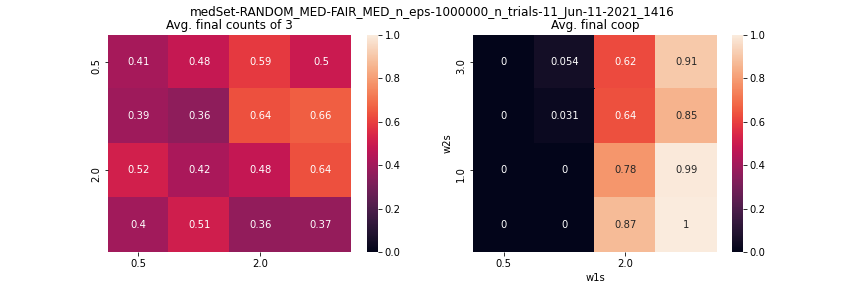 medSet-RANDOM_MED-FAIR_MED_n_eps-1000000_n_trials-11_Jun-11-2021_1416
Avg. final counts of 3
0.5
2.0
0.41 0.48 0.59 0.5
0.39 0.36 0.64 0.66
0.52 0.42 0.48 0.64
0.4 0.51 0.36 0.37
0.5 2.0
1.0
0.8
0.6
0.4
0.2
0.0
Avg. final coop
w2s
3.0
1.0
0 0.054 0.62 0.91
0 0.031 0.64 0.85
0 0 0.78 0.99
0 0 0.87 1
0.5 2.0
w1s
1.0
0.8
0.6
0.4
0.2
0.0